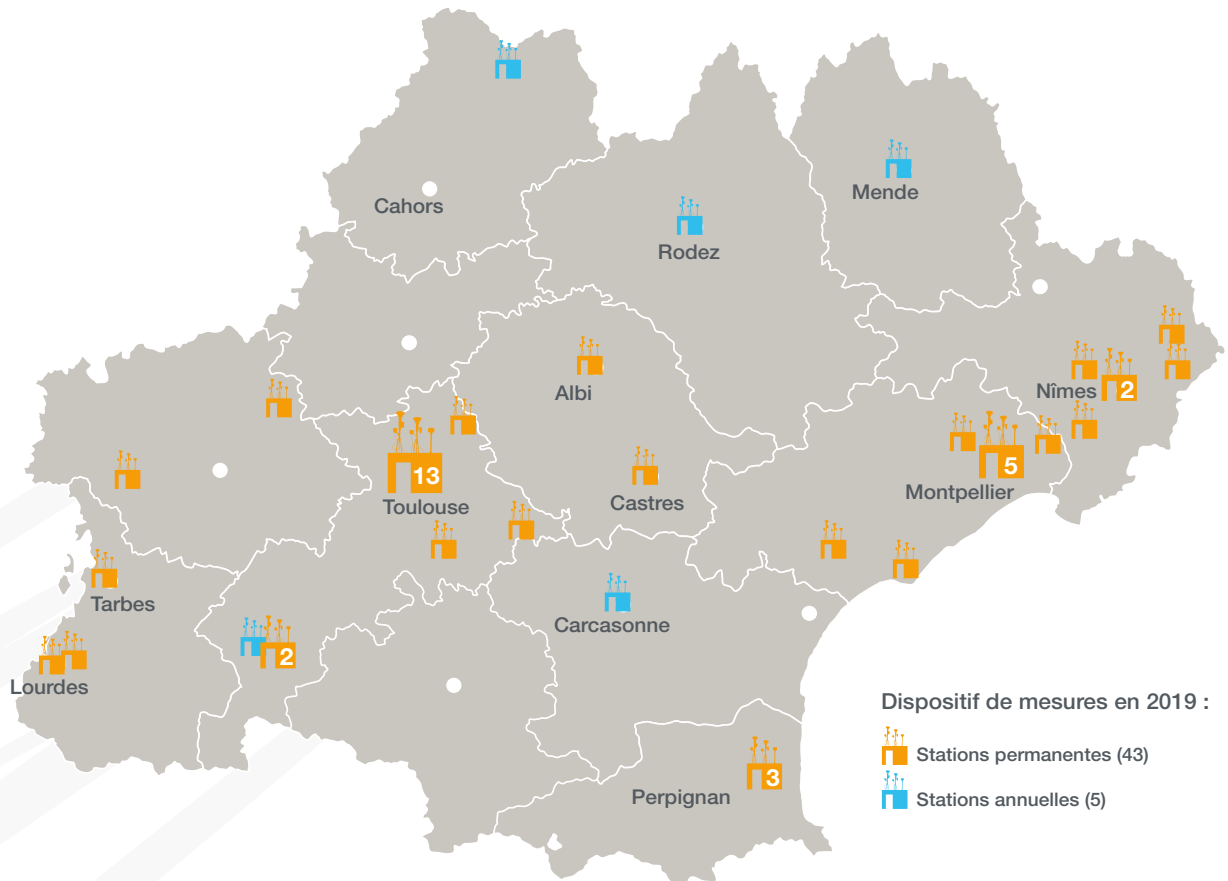 Cahors
Mende
Rodez
Albi
Nîmes
2
13
Toulouse
Castres
5
Montpellier
Tarbes
Carcasonne
2
Lourdes
3
Perpignan
Dispositif de mesures en 2019 :
Stations permanentes (43)
Stations annuelles (5)